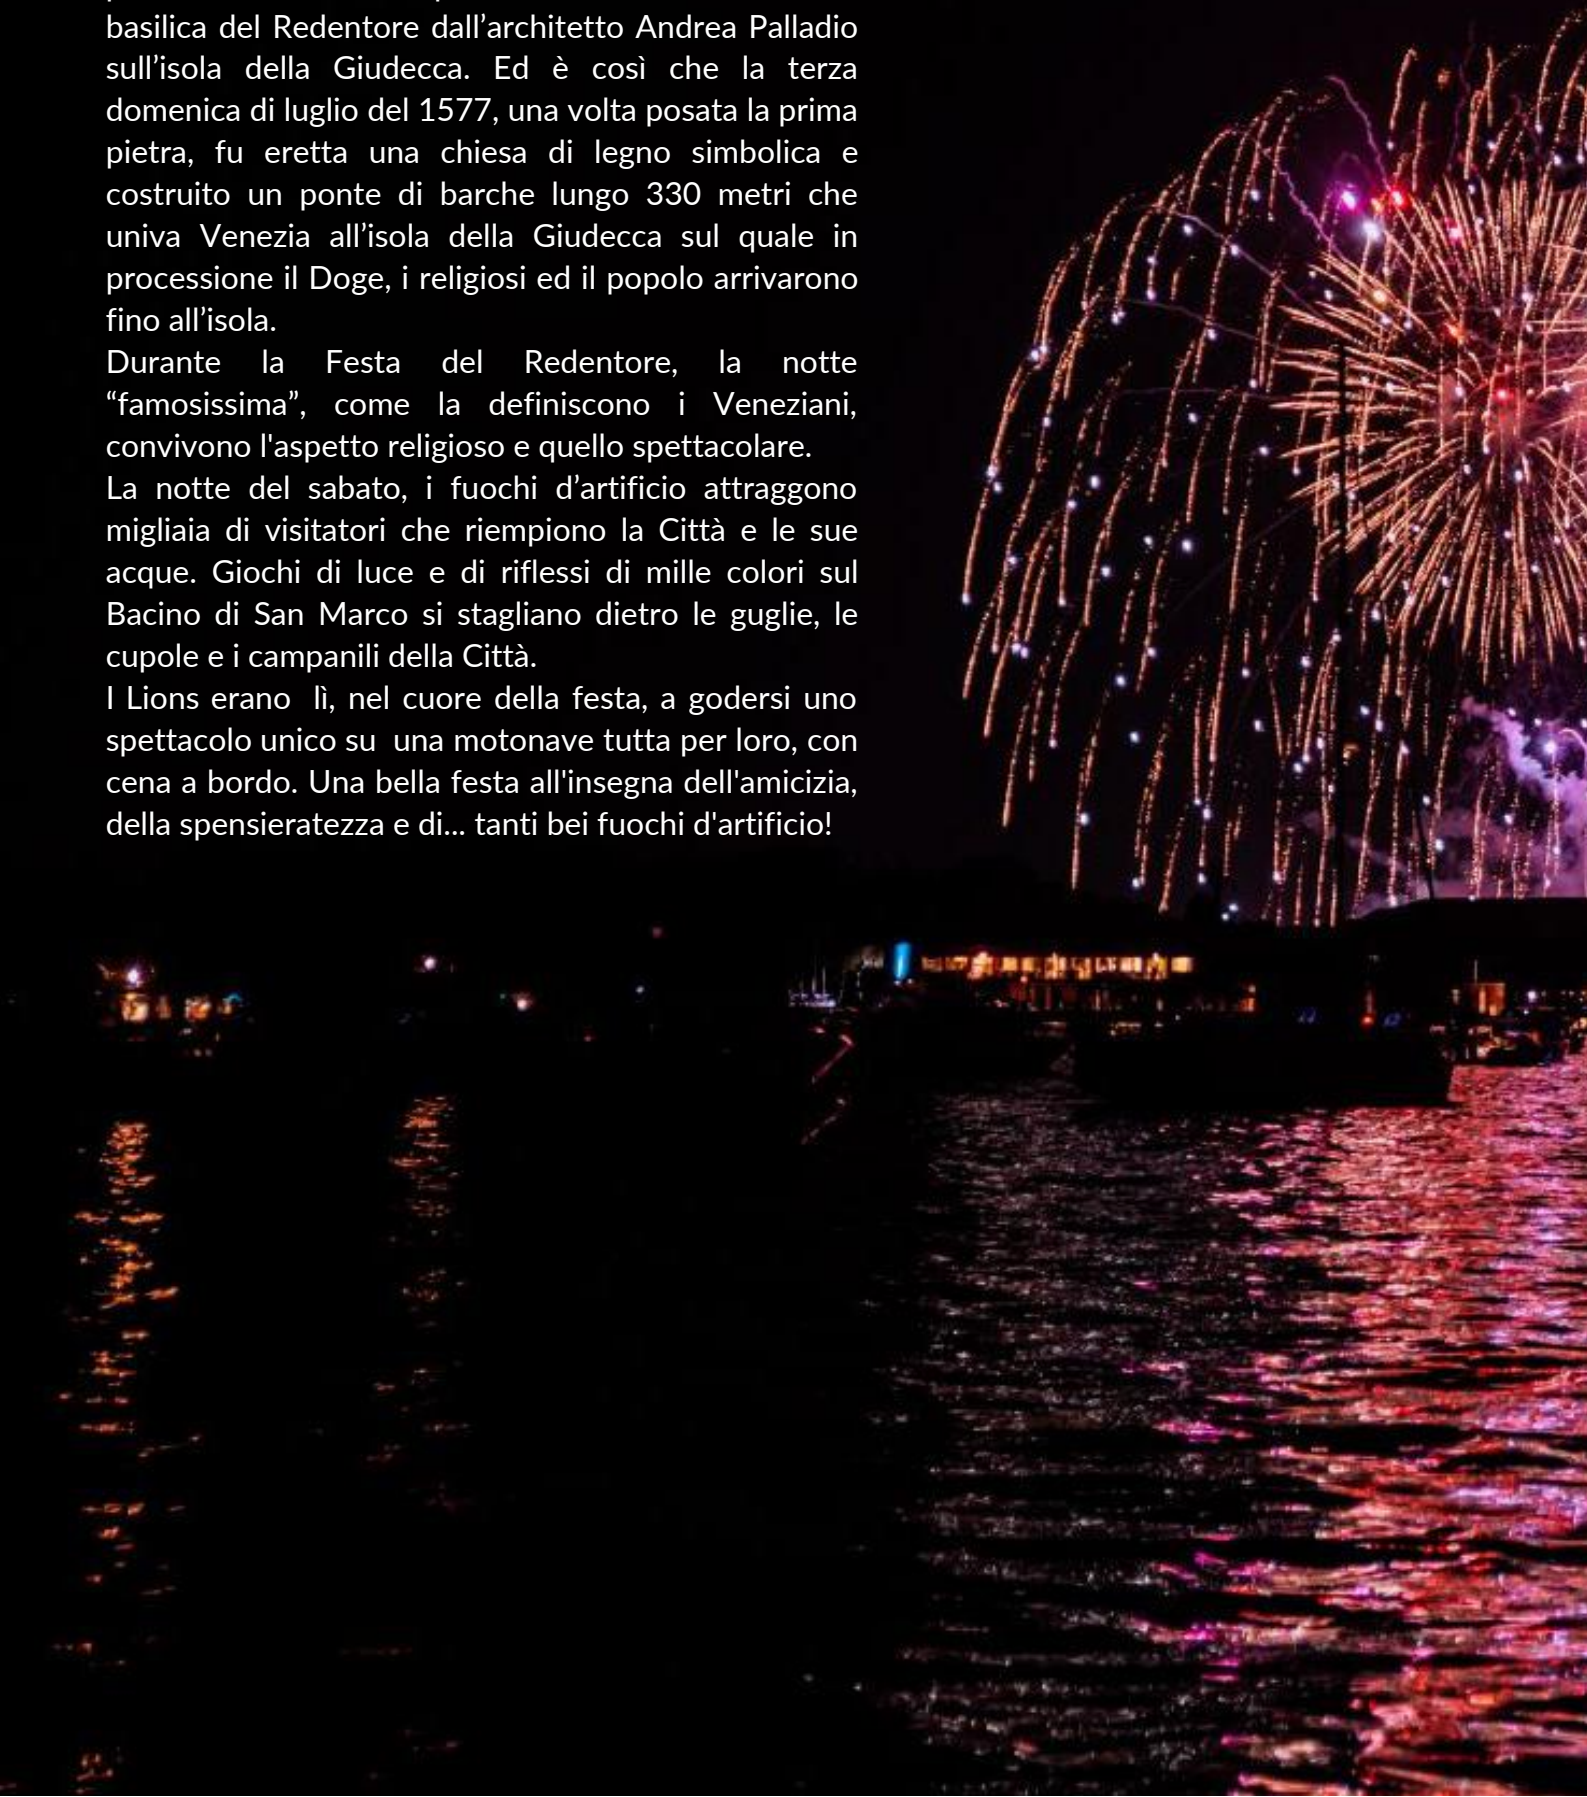 basilica del Redentore dall’architetto Andrea Palladio
sull’isola della Giudecca. Ed è così che la terza
domenica di luglio del 1577, una volta posata la prima
pietra, fu eretta una chiesa di legno simbolica e
costruito un ponte di barche lungo 330 metri che
univa Venezia all’isola della Giudecca sul quale in
processione il Doge, i religiosi ed il popolo arrivarono
fino all’isola.
Durante la Festa del Redentore, la notte
“famosissima”, come la definiscono i Veneziani,
convivono l'aspetto religioso e quello spettacolare.
La notte del sabato, i fuochi d’artificio attraggono
migliaia di visitatori che riempiono la Città e le sue
acque. Giochi di luce e di riflessi di mille colori sul
Bacino di San Marco si stagliano dietro le guglie, le
cupole e i campanili della Città.
I Lions erano  lì, nel cuore della festa, a godersi uno
spettacolo unico su  una motonave tutta per loro, con
cena a bordo. Una bella festa all'insegna dell'amicizia,
della spensieratezza e di... tanti bei fuochi d'artificio!